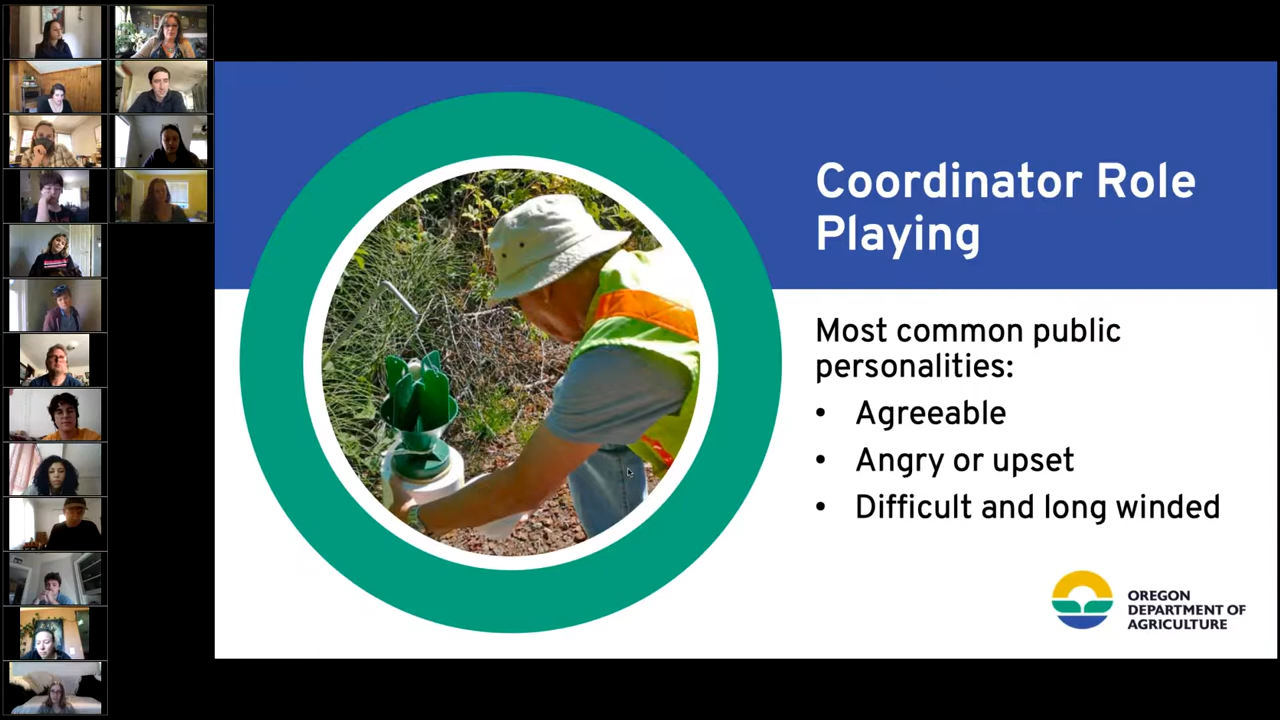 Coordinator Role
Playing
Most common public
personalities:
• Agreeable
• Angry or upset
• Difficult and long winded
OREGON
DEPARTMENT OF
AGRICULTURE